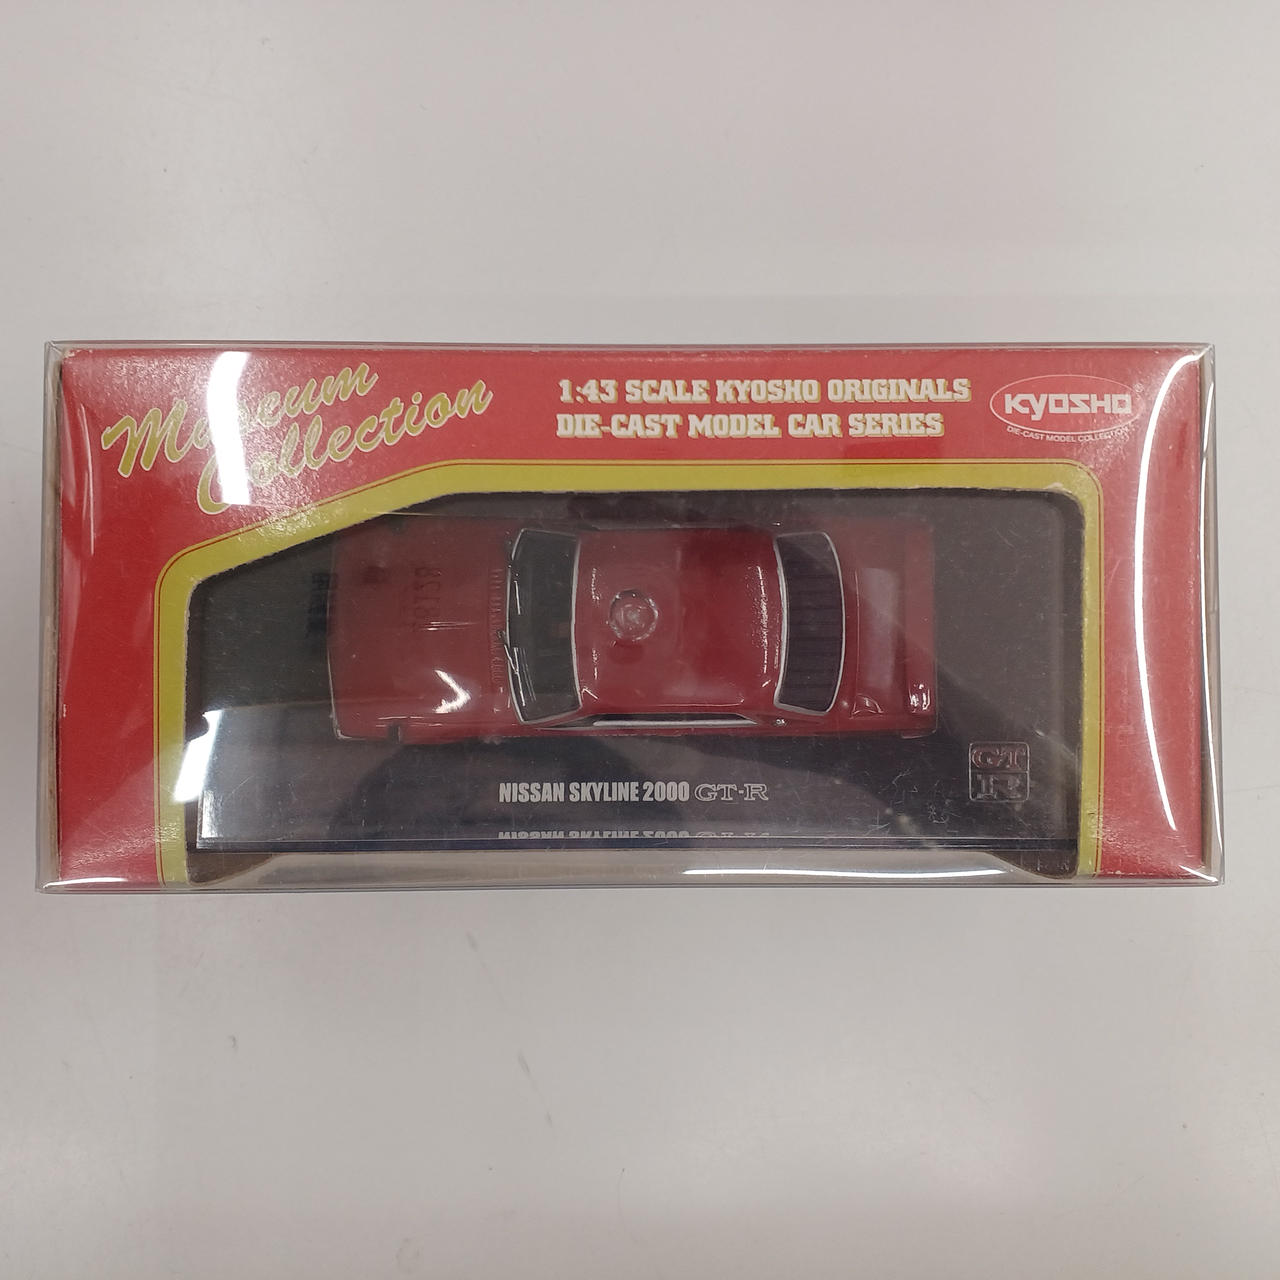 Museum
Collection
1:43 SCALE KYOSHO ORIGINALS
DIE-CAST MODEL CAR SERIES
KYOSHO
DIE-CAST MODEL COLLECTION
NISSAN SKYLINE 2000 GT-R
GT
R